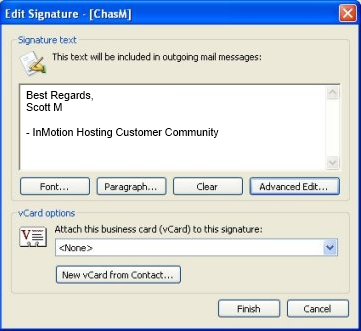 Edit Signature - [ChasM]
Signature text
This text will be included in outgoing mail messages:
Best Regards,
Scott M
- InMotion Hosting Customer Community
Font... Paragraph... Clear Advanced Edit...
vCard options
Attach this business card (vCard) to this signature:
<None>
New vCard from Contact...
Finish Cancel